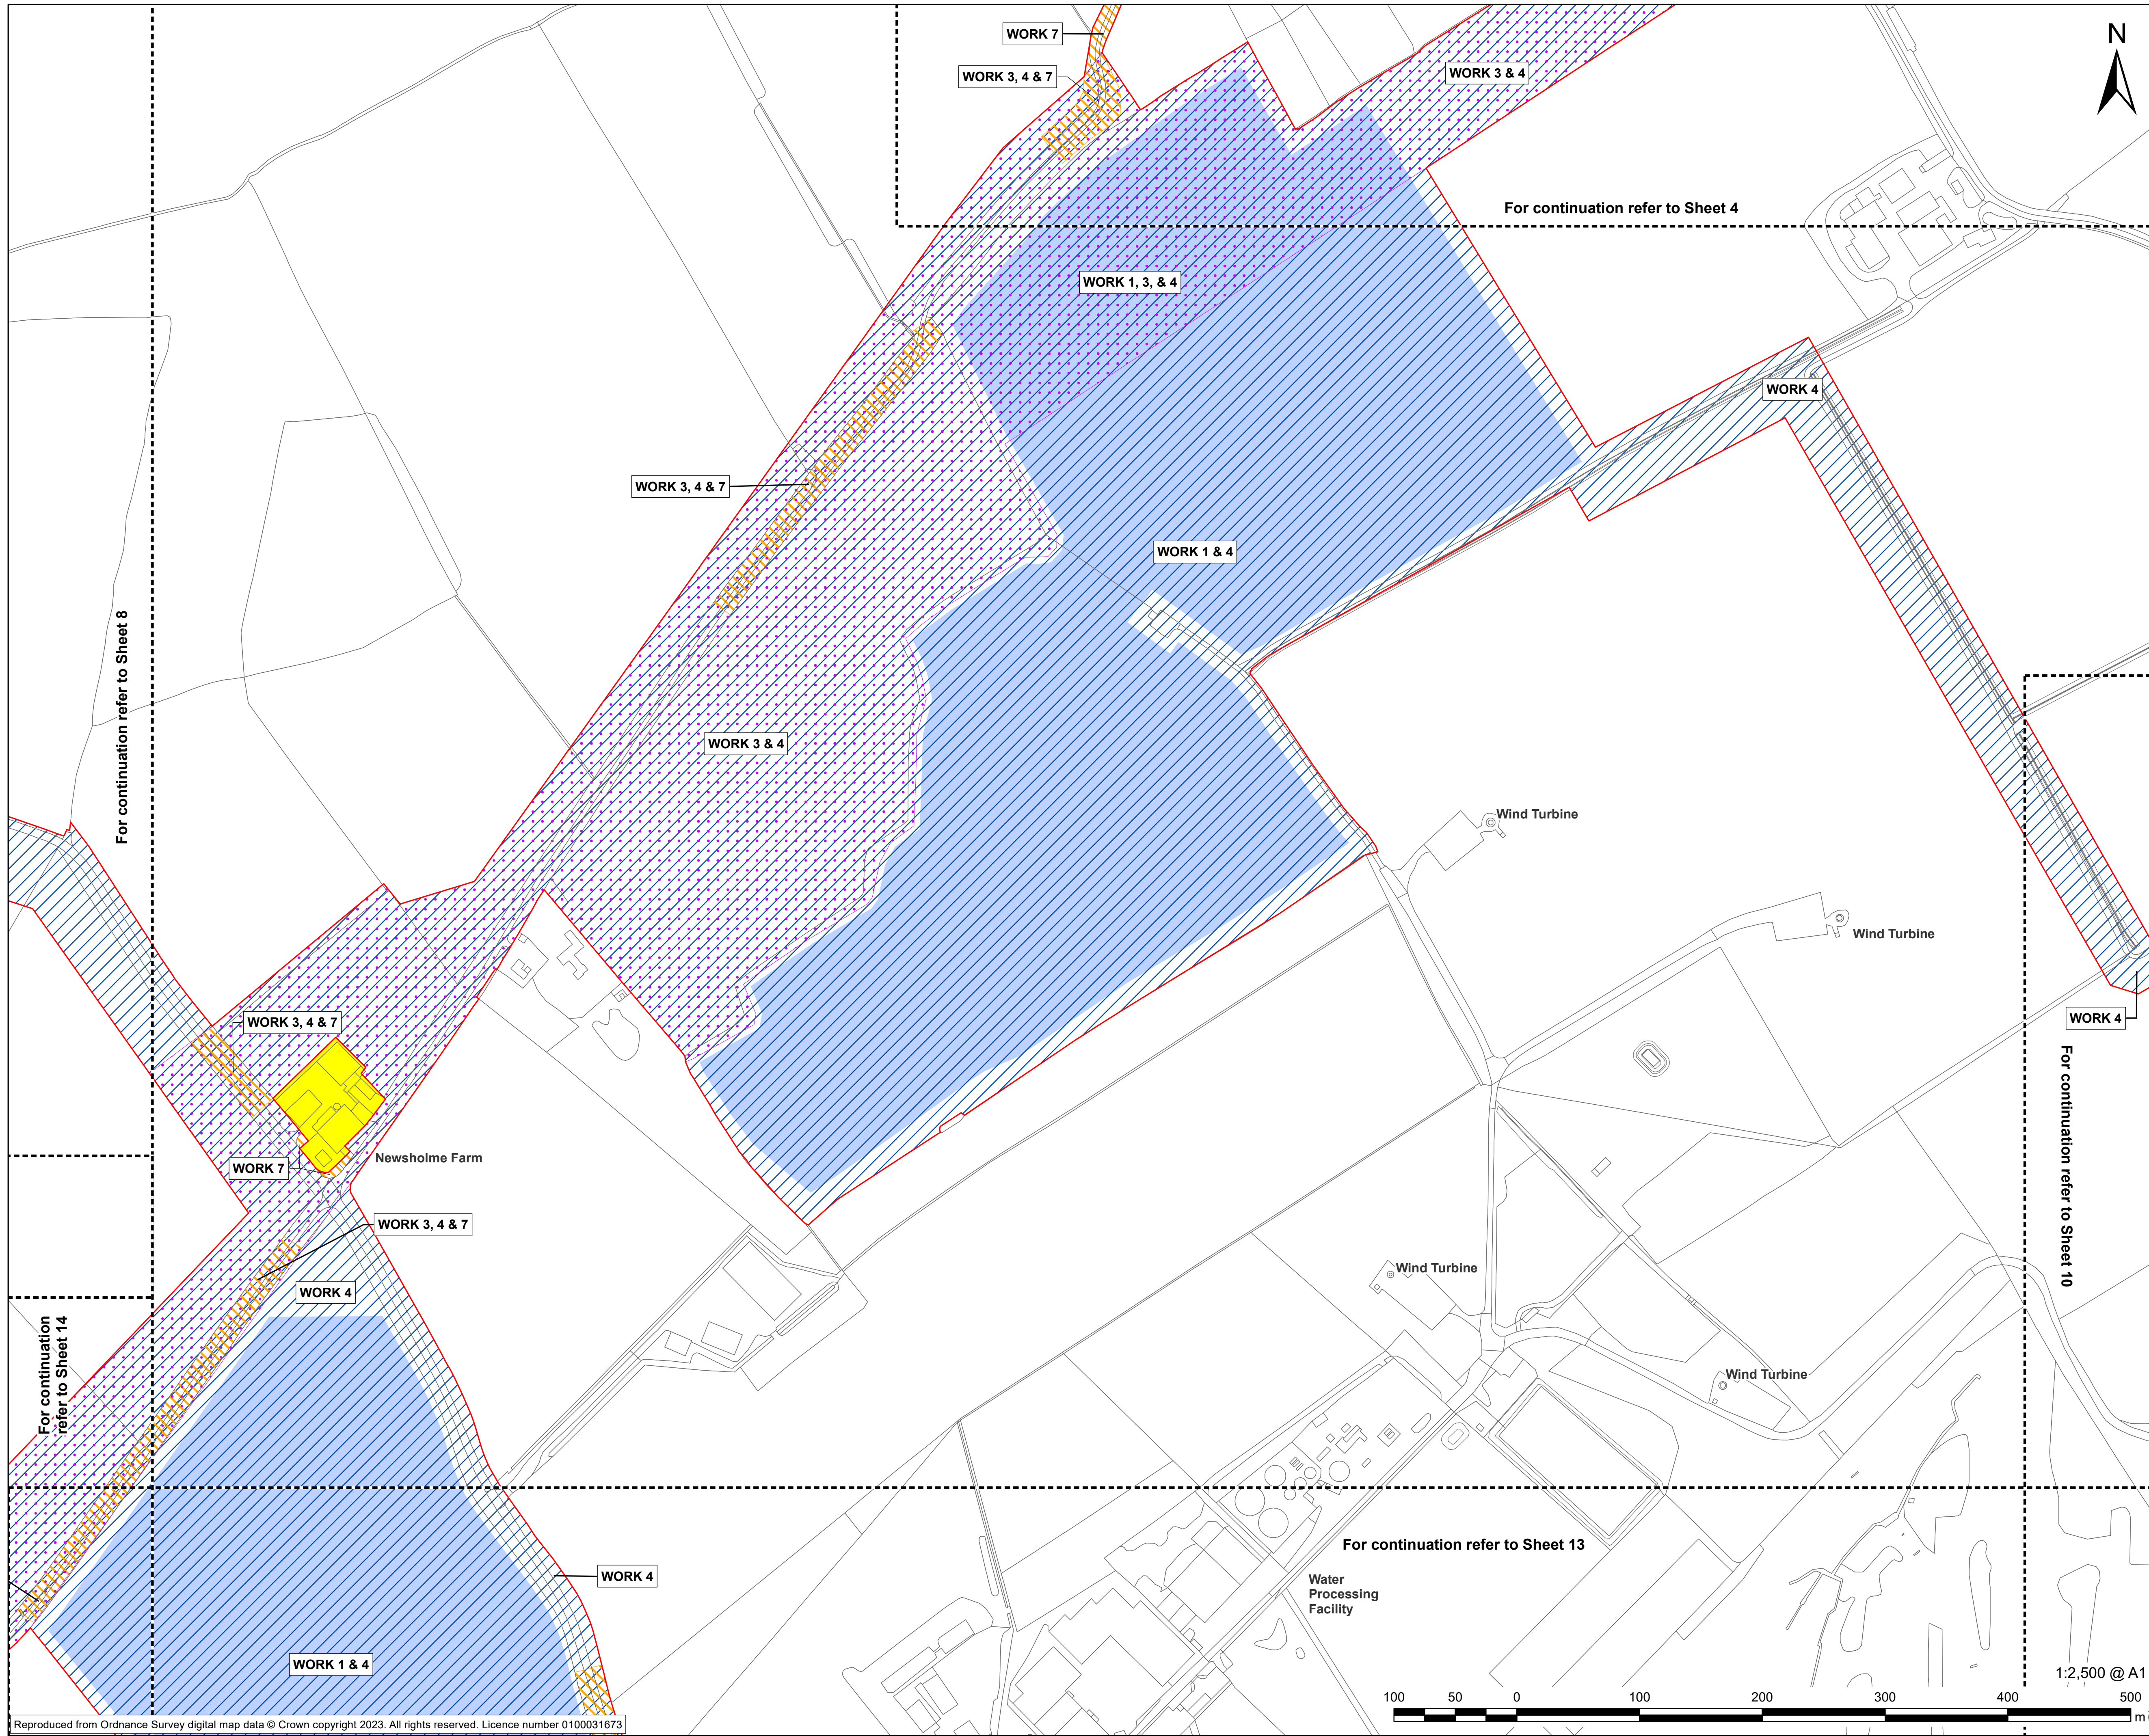 WORK 7
N
WORK 3, 4 & 7
WORK 3 & 4
For continuation refer to Sheet 4
WORK 1, 3, & 4
WORK 4
WORK 3, 4 & 7
WORK 1 & 4
For continuation refer to Sheet 8
WORK 3 & 4
Wind Turbine
Wind Turbine
WORK 4
WORK 3, 4 & 7
For continuation refer to Sheet 10
Newsholme Farm
WORK 7
WORK 3, 4 & 7
Wind Turbine
WORK 4
For continuation
refer to Sheet 14
Wind Turbine
For continuation refer to Sheet 13
WORK 4
Water
Processing
Facility
WORK 1 & 4
1:2,500 @ A1
100 50 0 100 200 300 400 500
m
Reproduced from Ordnance Survey digital map data © Crown copyright 2023. All rights reserved. Licence number 0100031673